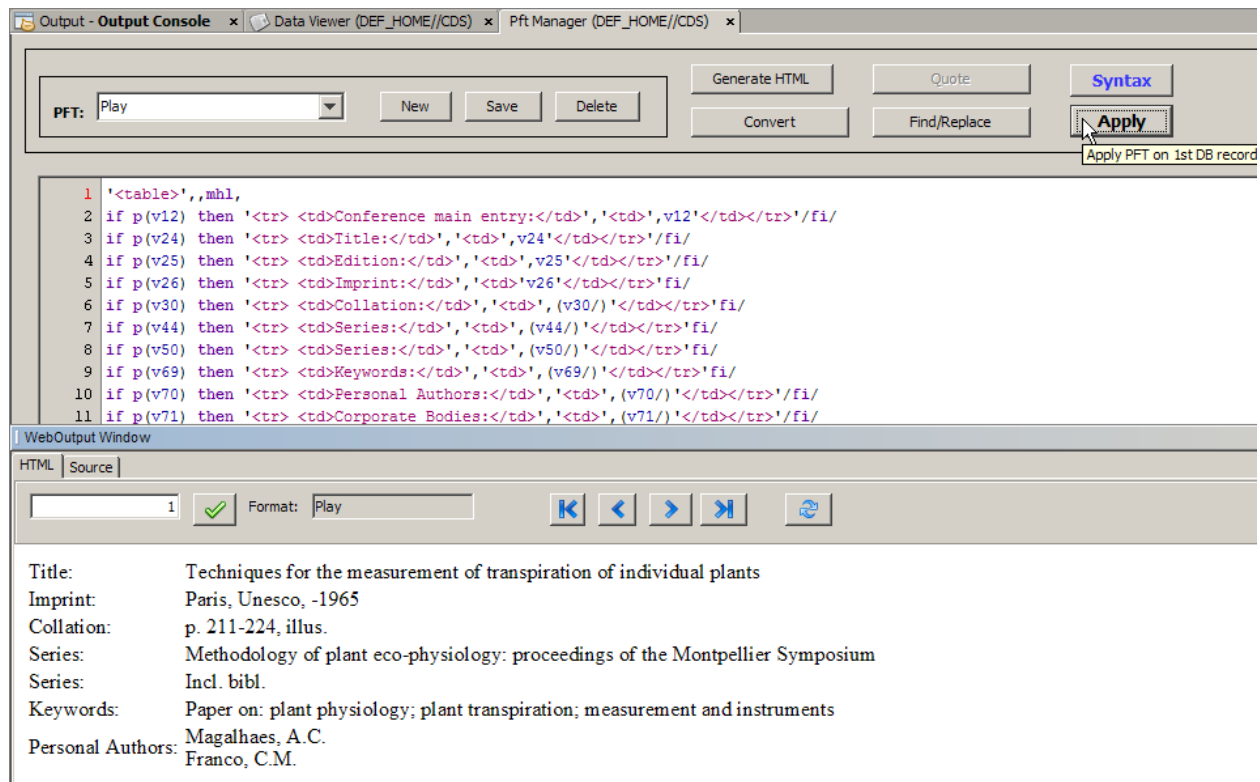 Output - Output Console x Data Viewer (DEF_HOME//CDS) x Pft Manager (DEF_HOME//CDS) x
Generate HTML Quote Syntax
PFT: Play New Save Delete
Convert Find/Replace Apply
Apply PFT on 1st DB record
1 '<table>',,mhl,
2 if p(v12) then '<tr> <td>Conference main entry:</td>','<td>',v12'</td></tr>'/fi/
3 if p(v24) then '<tr> <td>Title:</td>','<td>',v24'</td></tr>'/fi/
4 if p(v25) then '<tr> <td>Edition:</td>','<td>',v25'</td></tr>'/fi/
5 if p(v26) then '<tr> <td>Imprint:</td>','<td>'v26'</td></tr>'fi/
6 if p(v30) then '<tr> <td>Collation:</td>','<td>',(v30/)'</td></tr>'fi/
7 if p(v44) then '<tr> <td>Series:</td>','<td>',(v44/)'</td></tr>'fi/
8 if p(v50) then '<tr> <td>Series:</td>','<td>',(v50/)'</td></tr>'fi/
9 if p(v69) then '<tr> <td>Keywords:</td>','<td>',(v69/)'</td></tr>'fi/
10 if p(v70) then '<tr> <td>Personal Authors:</td>','<td>',(v70/)'</td></tr>'/fi/
11 if p(v71) then '<tr> <td>Corporate Bodies:</td>','<td>',(v71/)'</td></tr>'/fi/
WebOutput Window
HTML Source
1 Format: Play
Title: Techniques for the measurement of transpiration of individual plants
Imprint: Paris, Unesco, -1965
Collation: p. 211-224, illus.
Series: Methodology of plant eco-physiology: proceedings of the Montpellier Symposium
Series: Incl. bibl.
Keywords: Paper on: plant physiology; plant transpiration; measurement and instruments
Personal Authors: Magalhaes, A.C.
Franco, C.M.